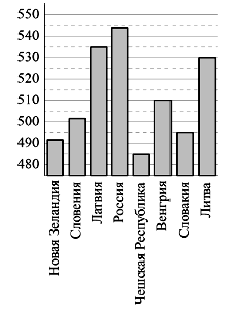 550
540
530
520
510
500
490
480
Новая Зеландия
Словения
Латвия
Россия
Чешская Республика
Венгрия
Словакия
Литва